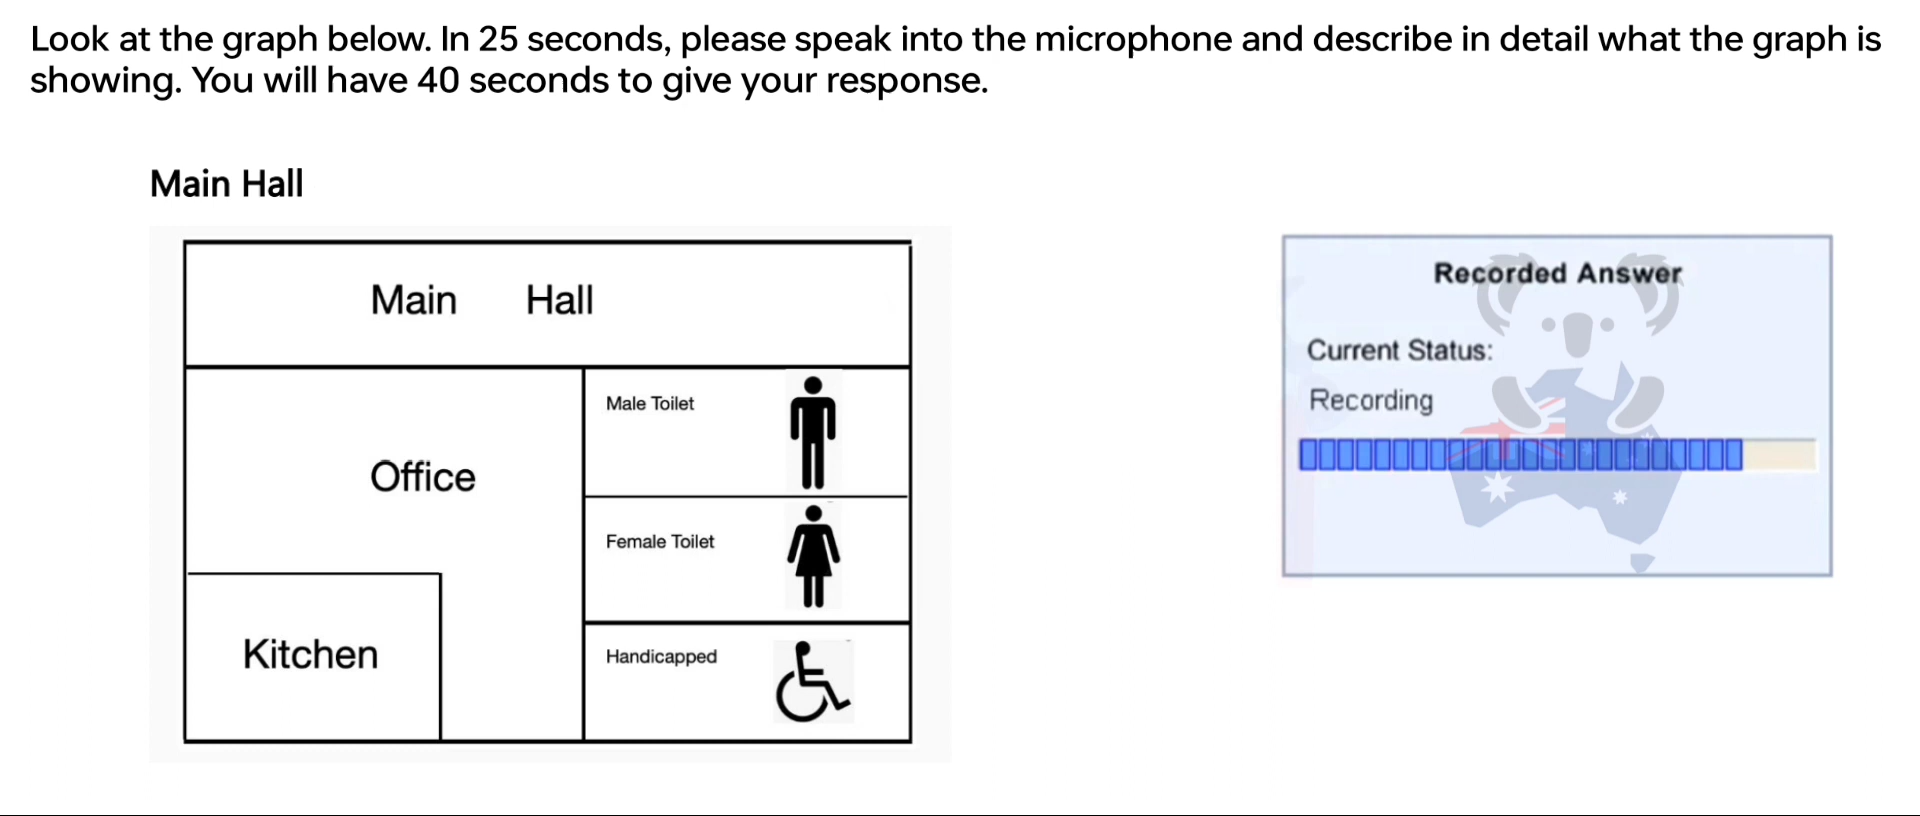 Look at the graph below. In 25 seconds, please speak into the microphone and describe in detail what the graph is
showing. You will have 40 seconds to give your response.
Main Hall
Main Hall
Office
Kitchen
Male Toilet
Female Toilet
Handicapped
Recorded Answer
Current Status:
Recording